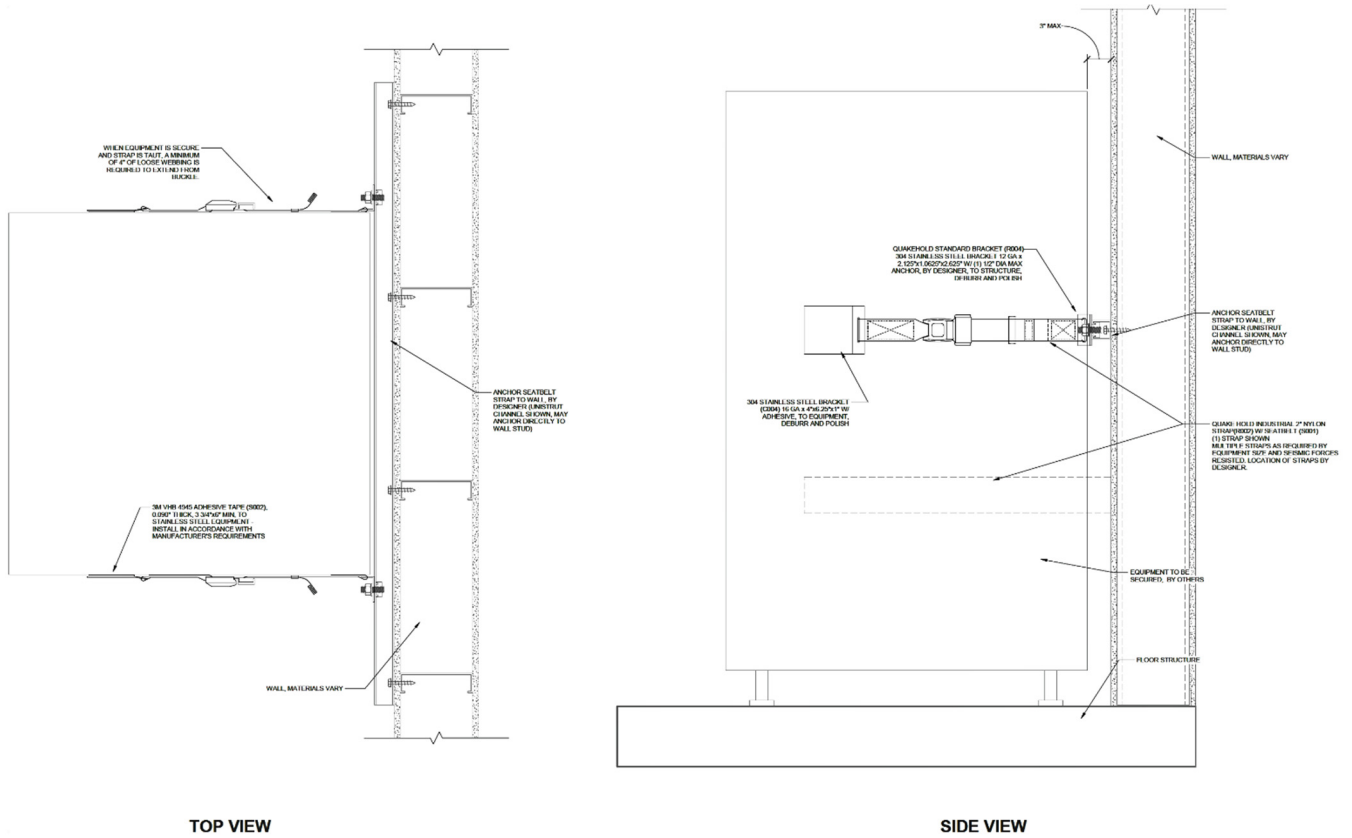 WHEN EQUIPMENT IS SECURE
AND STRAP IS TAUT, A MINIMUM
OF 4" OF LOOSE WEBBING IS
REQUIRED TO EXTEND FROM
BUCKLE.
ANCHOR SEATBELT
STRAP TO WALL, BY
DESIGNER (UNISTRUT
CHANNEL SHOWN, MAY
ANCHOR DIRECTLY TO
WALL STUD)
3M VHB 4945 ADHESIVE TAPE (S002),
0.090" THICK, 3 3/4"x6" MIN, TO
STAINLESS STEEL EQUIPMENT -
INSTALL IN ACCORDANCE WITH
MANUFACTURER'S REQUIREMENTS
WALL, MATERIALS VARY
TOP VIEW
3" MAX
WALL, MATERIALS VARY
QUAKEHOLD STANDARD BRACKET (R004)
304 STAINLESS STEEL BRACKET 12 GA x
2.125"x1.0625"x2.625" W/ (1) 1/2" DIA MAX
ANCHOR, BY DESIGNER, TO STRUCTURE,
DEBURR AND POLISH
ANCHOR SEATBELT
STRAP TO WALL, BY
DESIGNER (UNISTRUT
CHANNEL SHOWN, MAY
ANCHOR DIRECTLY TO
WALL STUD)
304 STAINLESS STEEL BRACKET
(C004) 16 GA x 4"x6.25"x1" W/
ADHESIVE, TO EQUIPMENT,
DEBURR AND POLISH
QUAKE HOLD INDUSTRIAL 2" NYLON
STRAP(R002) W/ SEATBELT (S001)
(1) STRAP SHOWN
MULTIPLE STRAPS AS REQUIRED BY
EQUIPMENT SIZE AND SEISMIC FORCES
RESISTED. LOCATION OF STRAPS BY
DESIGNER.
EQUIPMENT TO BE
SECURED, BY OTHERS
FLOOR STRUCTURE
SIDE VIEW